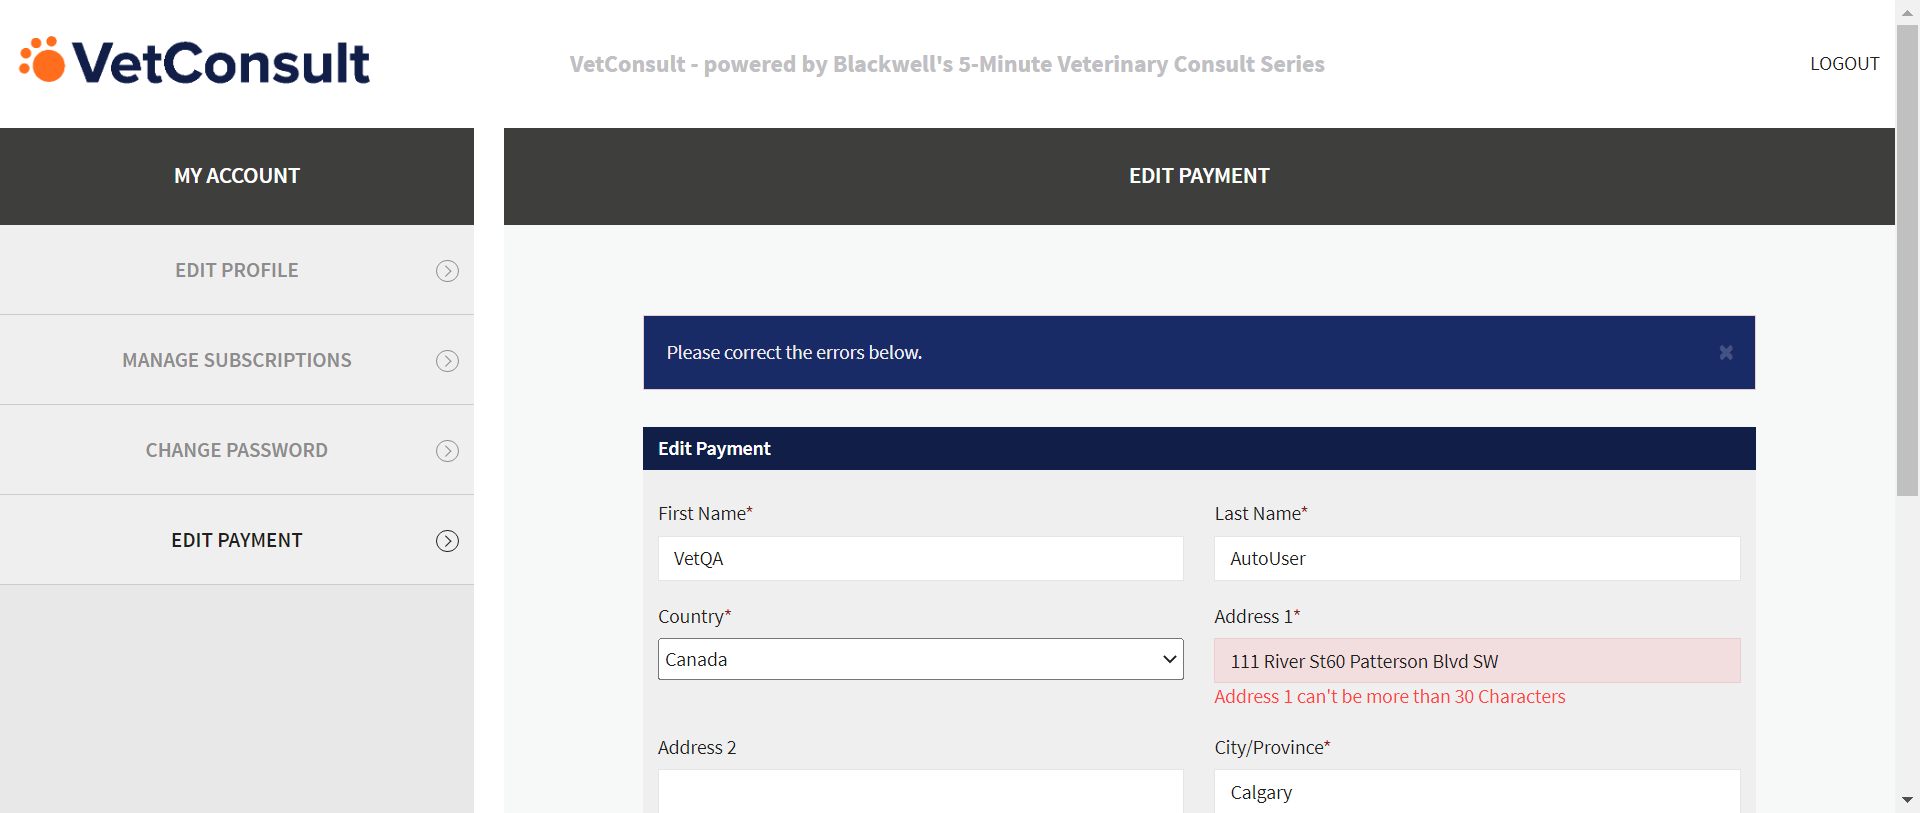 VetConsult
VetConsult - powered by Blackwell's 5-Minute Veterinary Consult Series
LOGOUT
MY ACCOUNT
EDIT PROFILE
MANAGE SUBSCRIPTIONS
CHANGE PASSWORD
EDIT PAYMENT
EDIT PAYMENT
Please correct the errors below.
Edit Payment
First Name*
Last Name*
VetQA
AutoUser
Country*
Address 1*
Canada
111 River St60 Patterson Blvd SW
Address 1 can't be more than 30 Characters
Address 2
City/Province*
Calgary